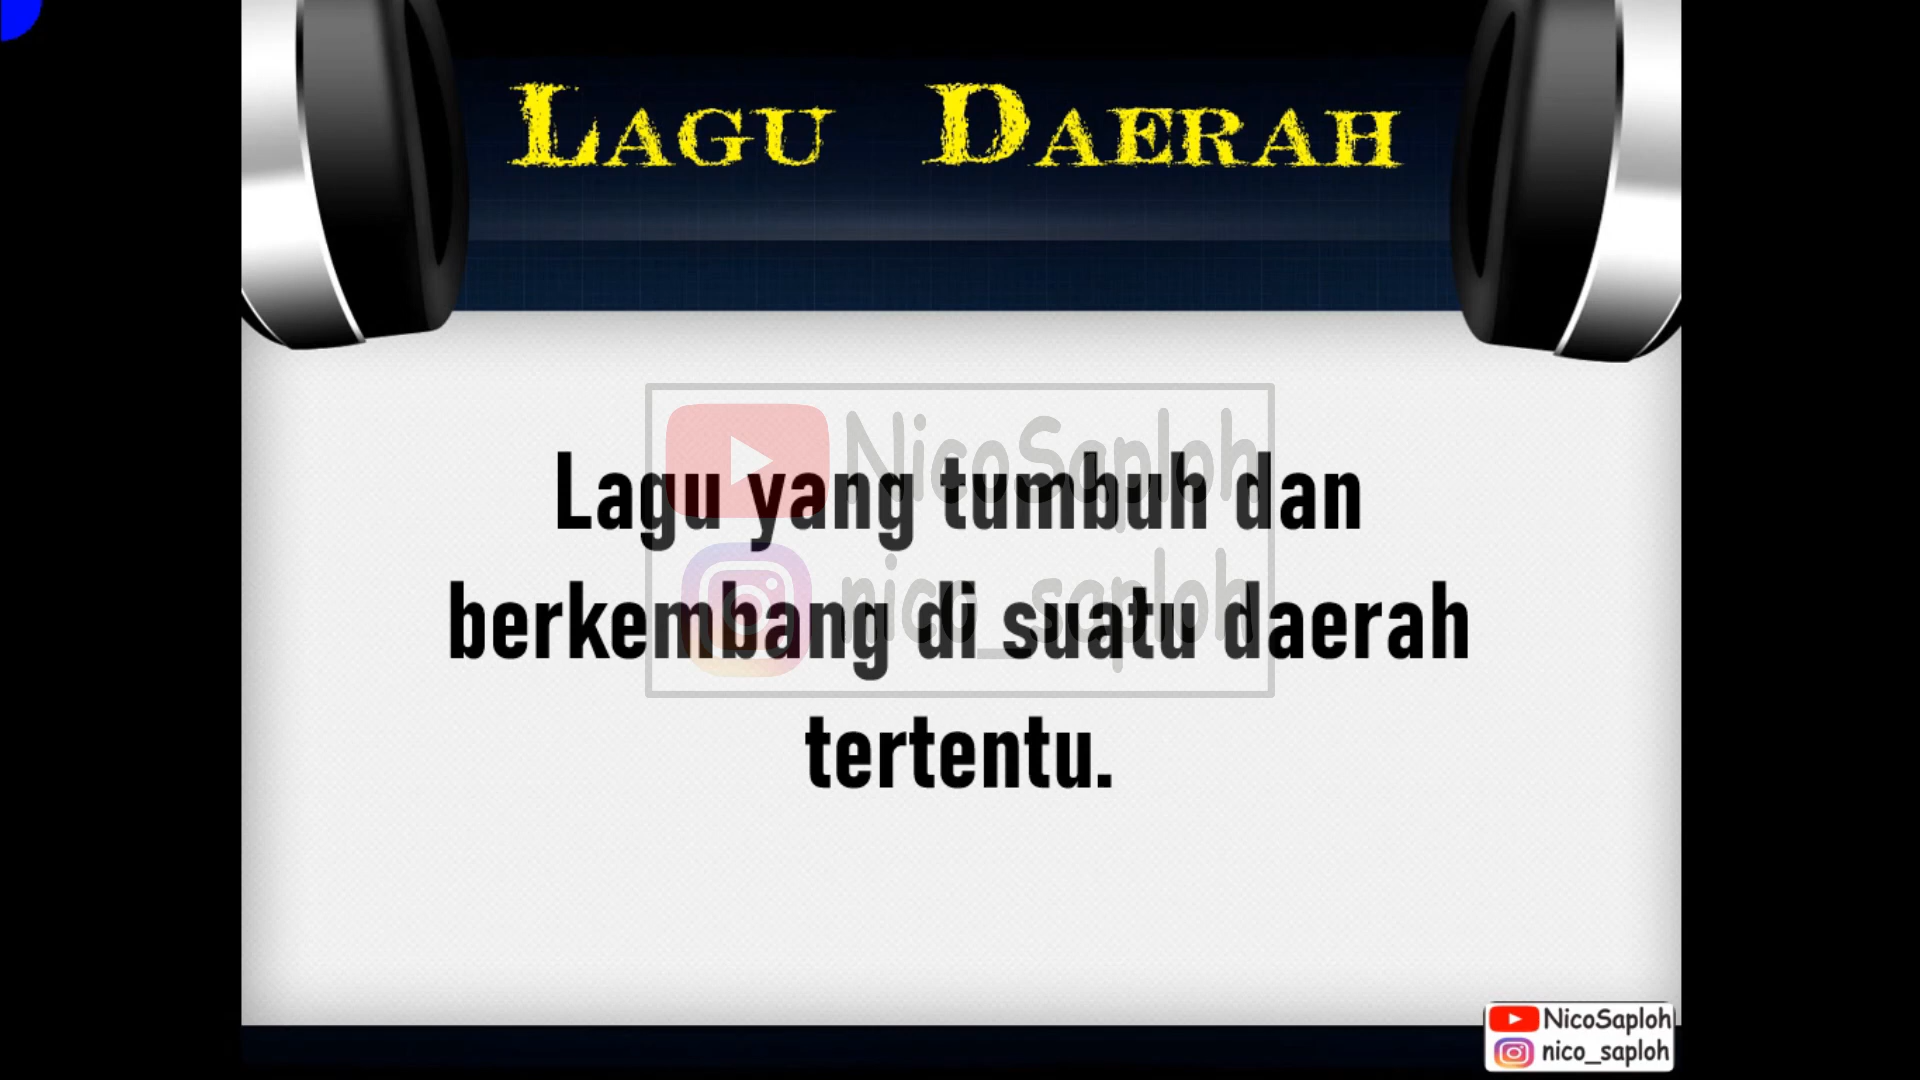 LAGU DAERAH
NicoSaploh
Lagu yang tumbuh dan
nico_saploh
berkembang di suatu daerah
tertentu.
NicoSaploh
nico_saploh